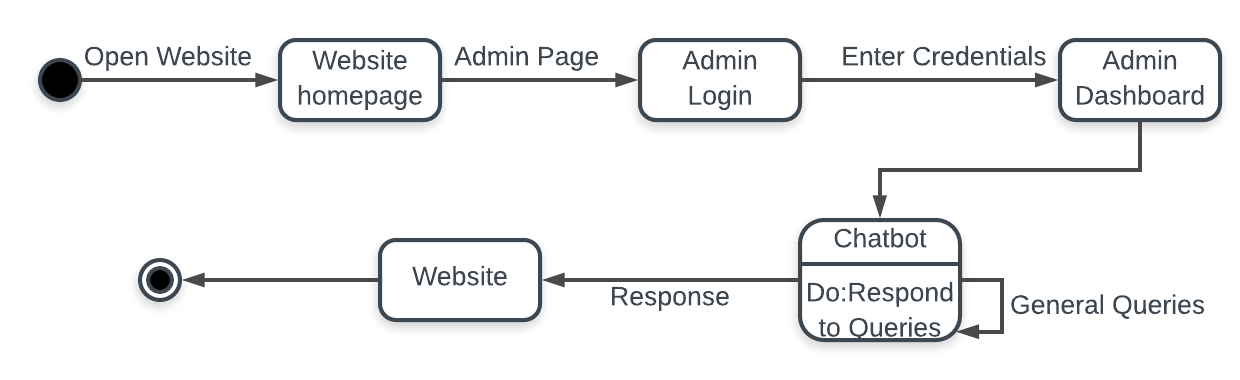 Open Website
Website
homepage
Admin Page
Admin
Login
Enter Credentials
Admin
Dashboard
Chatbot
Do:Respond
to Queries
General Queries
Response
Website